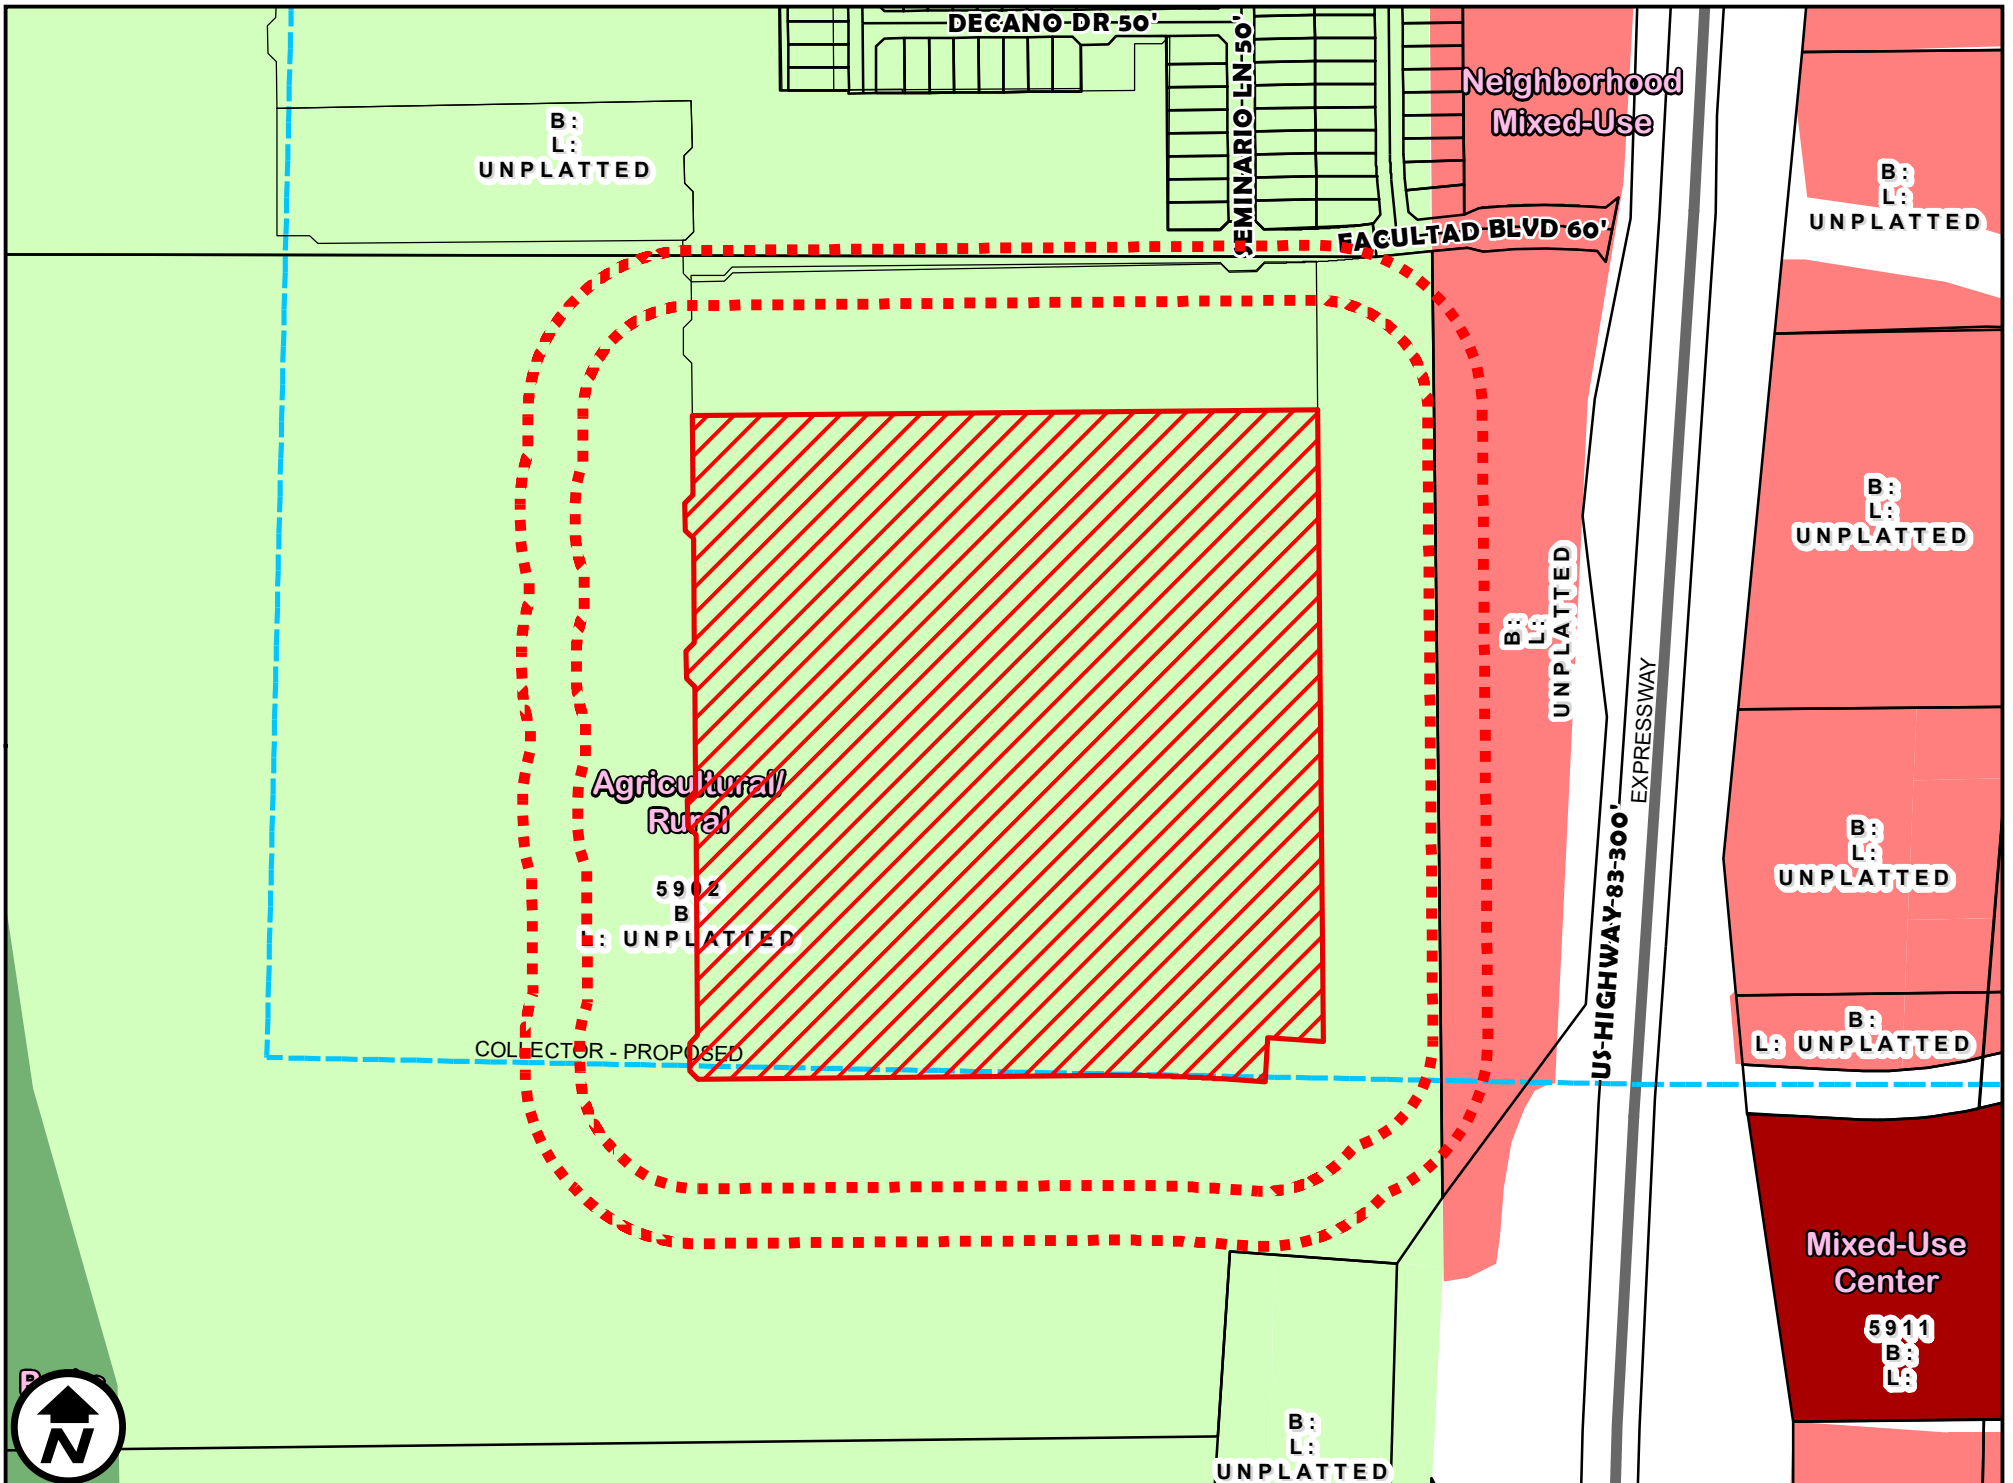 DECANO DR 50'
SEMINARIO-LN-50'
Neighborhood
Mixed-Use
B:
L:
UNPLATTED
B:
L:
UNPLATTED
FACULTAD BLVD 60'
B:
L:
UNPLATTED
B:
L:
UNPLATTED
EXPRESSWAY
Agricultural/
Rural
US-HIGHWAY-83-300'
B:
L:
UNPLATTED
5902
B
L: UNPLATTED
B:
L: UNPLATTED
COLLECTOR - PROPOSED
Mixed-Use
Center
5911
B:
L:
B:
L:
UNPLATTED
N